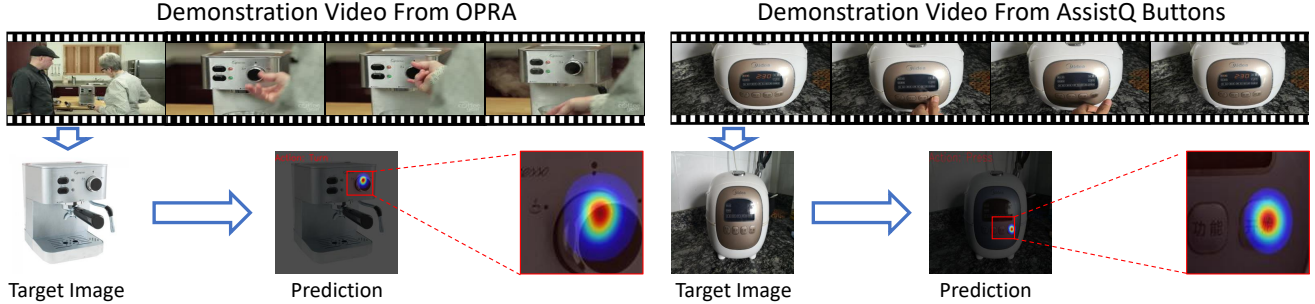 Demonstration Video From OPRA
Demonstration Video From AssistQ Buttons
Target Image
Prediction
Target Image
Prediction
功能